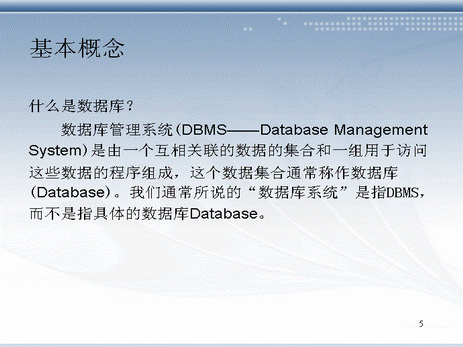 基本概念
什么是数据库？
数据库管理系统(DBMS——Database Management
System)是由一个互相关联的数据的集合和一组用于访问
这些数据的程序组成，这个数据集合通常称作数据库
(Database)。我们通常所说的“数据库系统”是指DBMS，
而不是指具体的数据库Database。
5